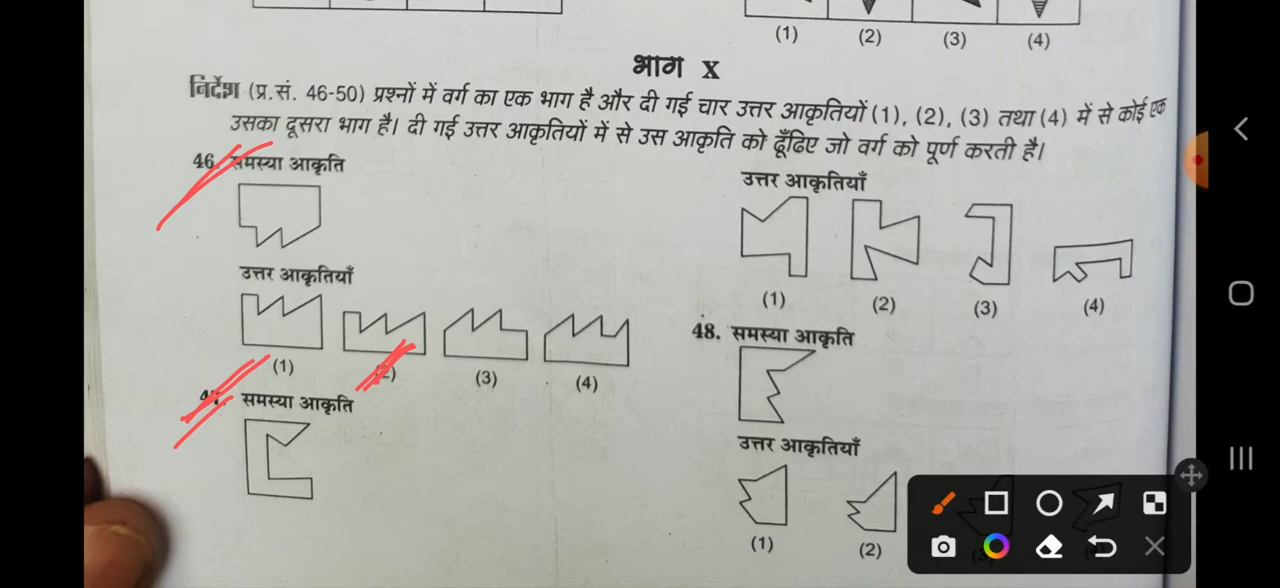 (1) (2) (3) (4)
भाग X
निर्देश (प्र.सं. 46-50) प्रश्नों में वर्ग का एक भाग है और दी गई चार उत्तर आकृतियों (1), (2), (3) तथा (4) में से कोई एक
उसका दूसरा भाग है। दी गई उत्तर आकृतियों में से उस आकृति को ढूँढिए जो वर्ग को पूर्ण करती है।
46. समस्या आकृति
उत्तर आकृतियाँ
(1) (2) (3) (4)
47. समस्या आकृति
उत्तर आकृतियाँ
(1) (2) (3) (4)
48. समस्या आकृति
उत्तर आकृतियाँ
(1) (2)